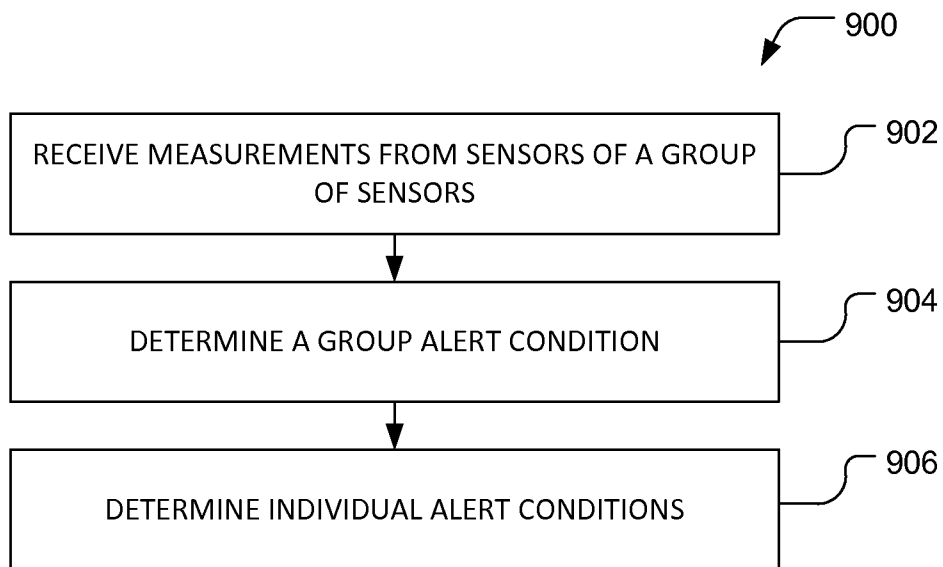 900
RECEIVE MEASUREMENTS FROM SENSORS OF A GROUP
OF SENSORS
902
DETERMINE A GROUP ALERT CONDITION
904
DETERMINE INDIVIDUAL ALERT CONDITIONS
906